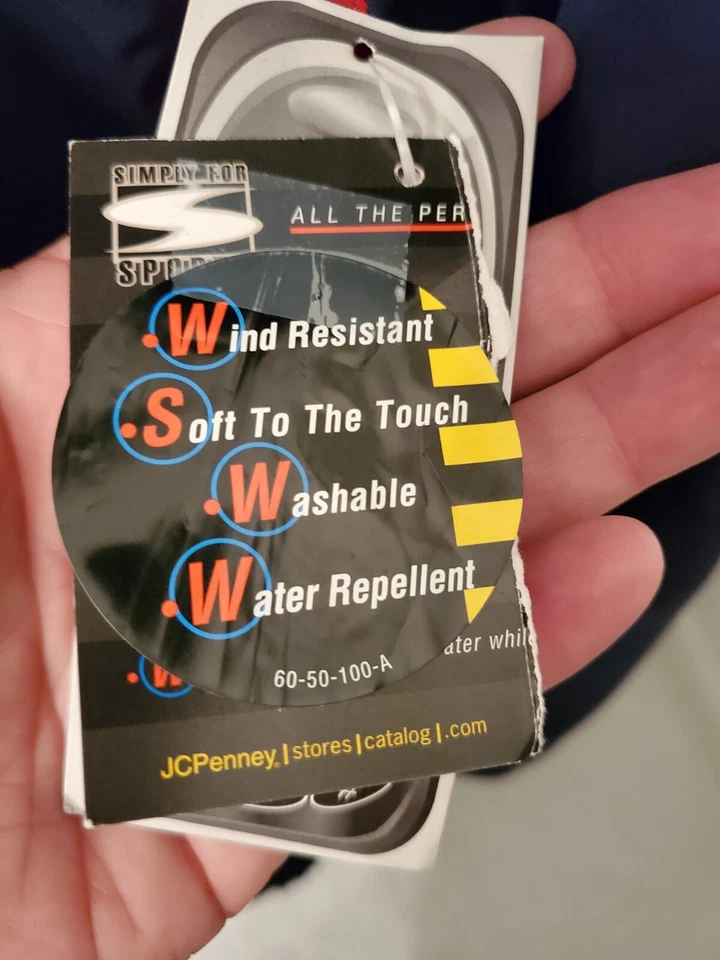 SIMPLY FOR
SPOR
ALL THE PER
.Wind Resistant
.Soft To The Touch
.Washable
.Water Repellent
ater whil
60-50-100-A
JCPenney | stores | catalog | .com